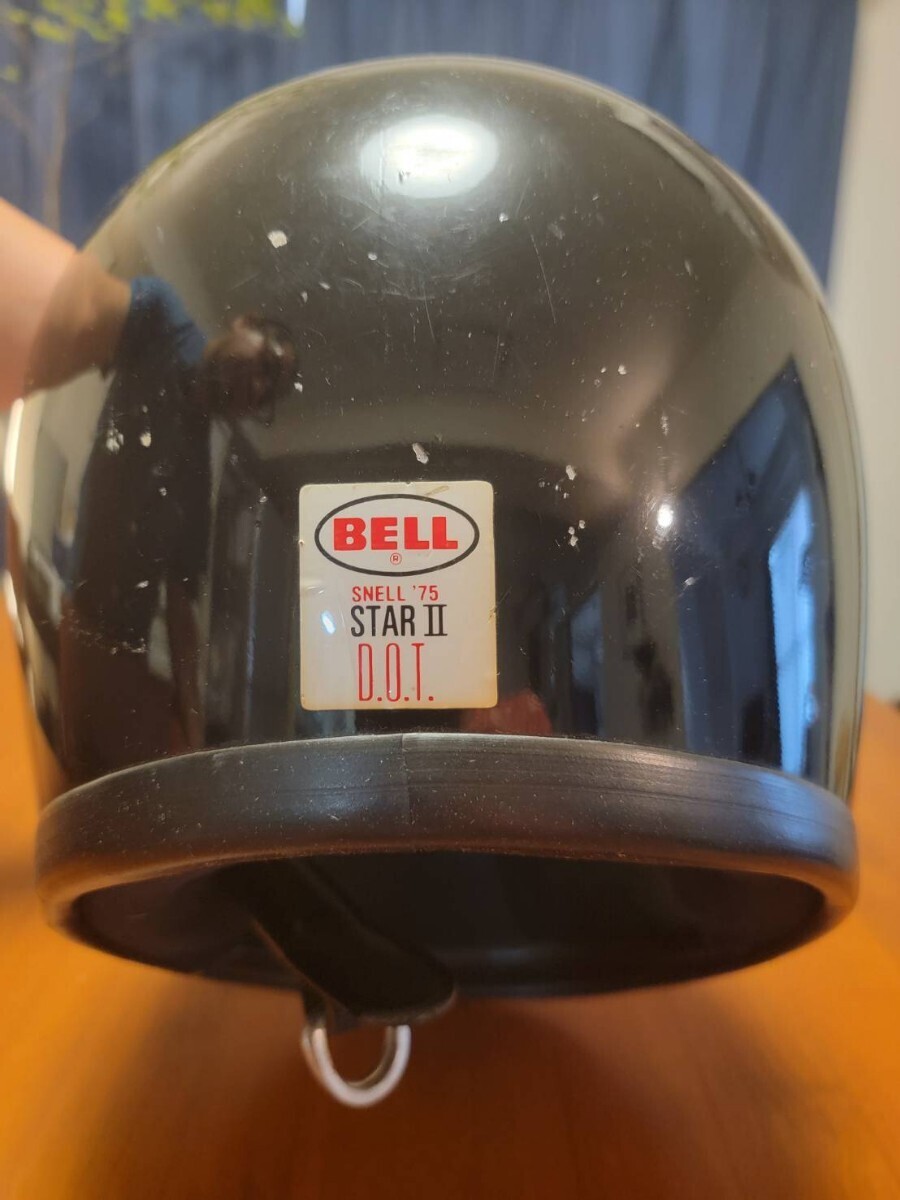 BELL
®
SNELL '75
STAR II
D.O.T.